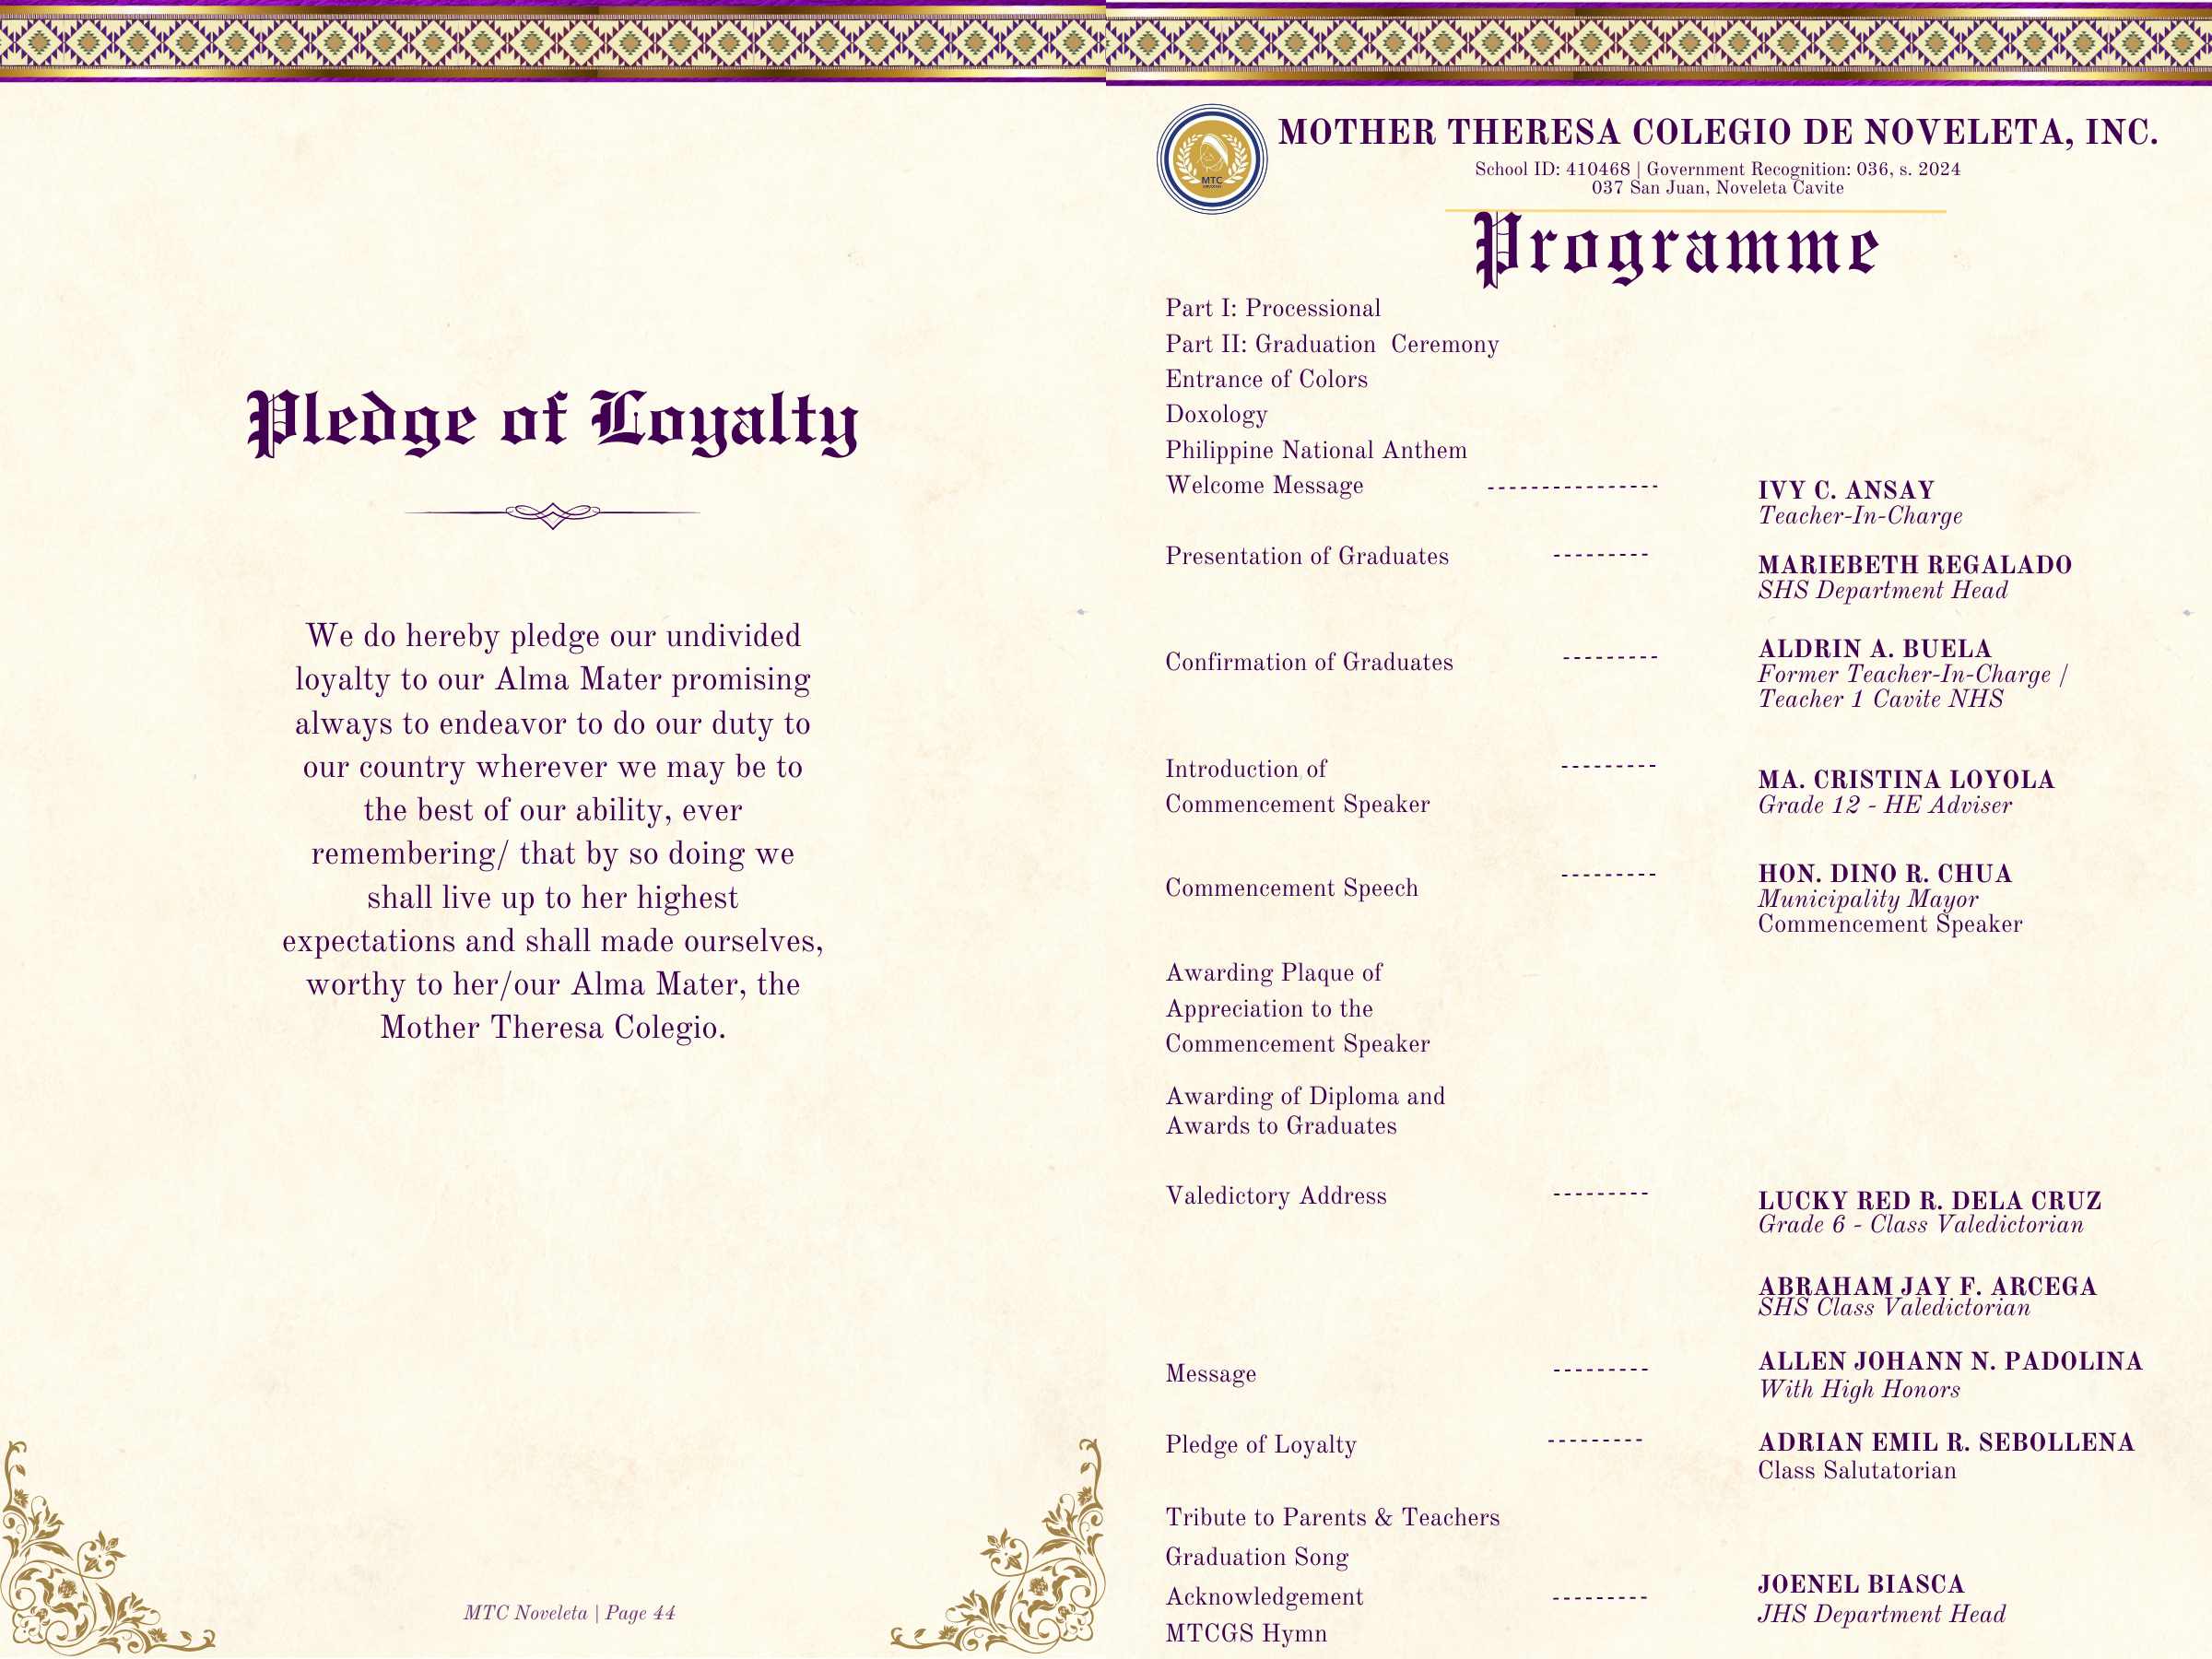 Pledge of Loyalty
We do hereby pledge our undivided
loyalty to our Alma Mater promising
always to endeavor to do our duty to
our country wherever we may be to
the best of our ability, ever
remembering/ that by so doing we
shall live up to her highest
expectations and shall made ourselves,
worthy to her/our Alma Mater, the
Mother Theresa Colegio.
MTC Noveleta | Page 44
MTC
MOTHER THERESA COLEGIO DE NOVELETA, INC.
School ID: 410468 | Government Recognition: 036, s. 2024
037 San Juan, Noveleta Cavite
Programme
Part I: Processional
Part II: Graduation Ceremony
Entrance of Colors
Doxology
Philippine National Anthem
Welcome Message --------------- IVY C. ANSAY
Teacher-In-Charge
Presentation of Graduates --------- MARIEBETH REGALADO
SHS Department Head
Confirmation of Graduates --------- ALDRIN A. BUELA
Former Teacher-In-Charge /
Teacher 1 Cavite NHS
Introduction of
Commencement Speaker --------- MA. CRISTINA LOYOLA
Grade 12 - HE Adviser
Commencement Speech --------- HON. DINO R. CHUA
Municipality Mayor
Commencement Speaker
Awarding Plaque of
Appreciation to the
Commencement Speaker
Awarding of Diploma and
Awards to Graduates
Valedictory Address --------- LUCKY RED R. DELA CRUZ
Grade 6 - Class Valedictorian
ABRAHAM JAY F. ARCEGA
SHS Class Valedictorian
Message --------- ALLEN JOHANN N. PADOLINA
With High Honors
Pledge of Loyalty --------- ADRIAN EMIL R. SEBOLLENA
Class Salutatorian
Tribute to Parents & Teachers
Graduation Song
Acknowledgement --------- JOENEL BIASCA
JHS Department Head
MTCGS Hymn